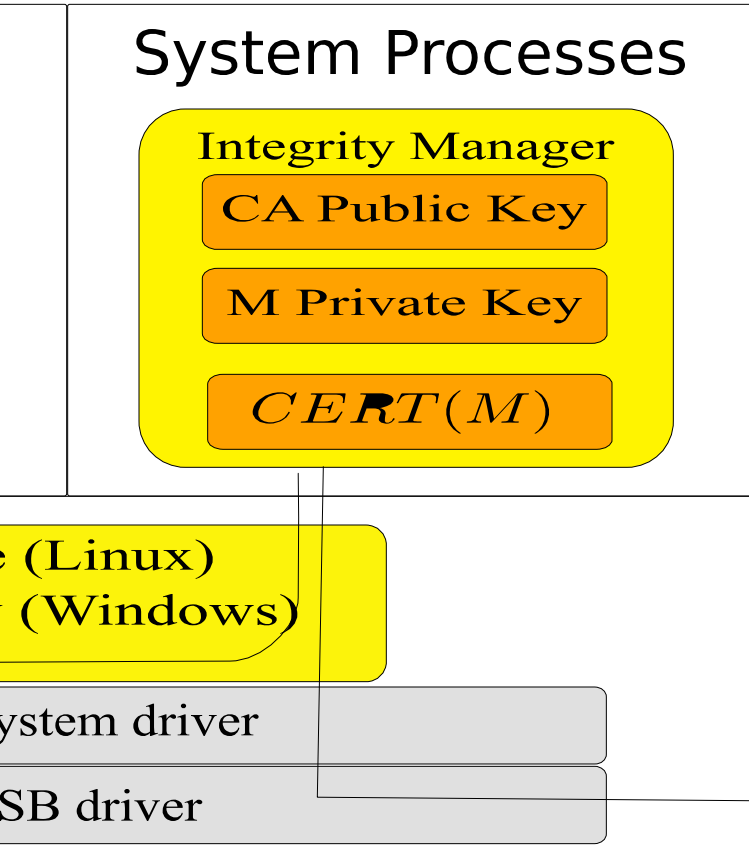 System Processes
Integrity Manager
CA Public Key
M Private Key
CERT(M)
(Linux)
(Windows)
ystem driver
SB driver